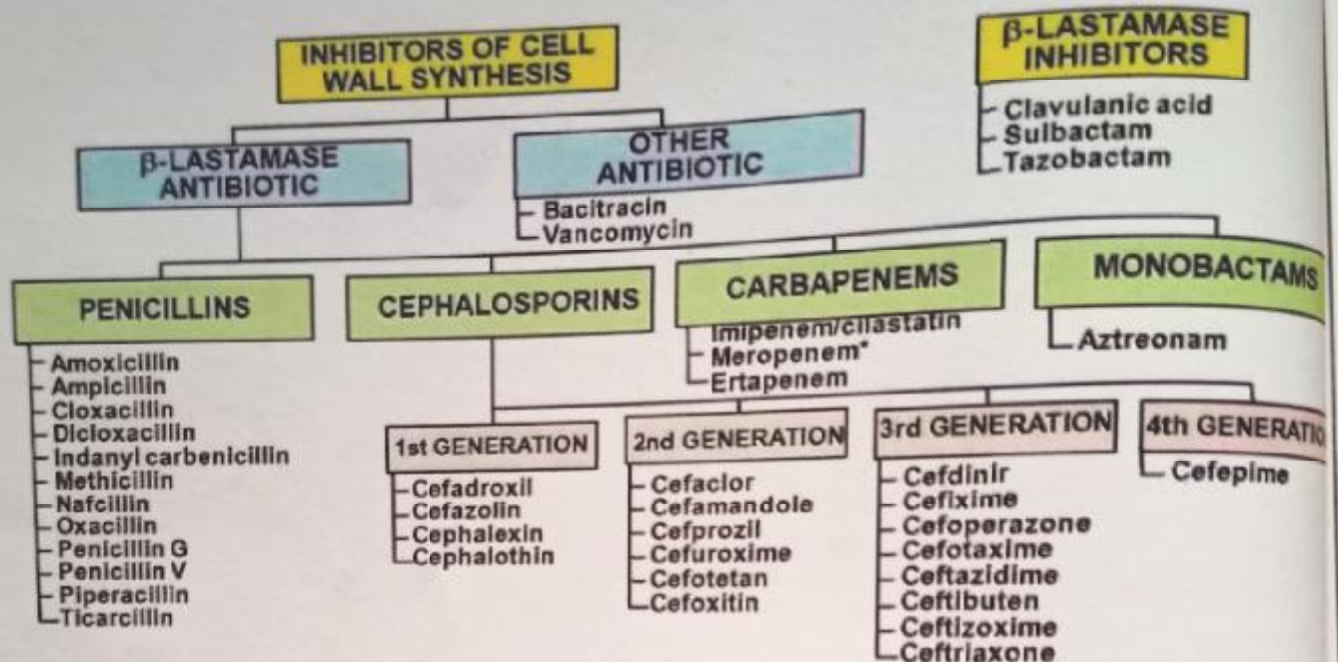 INHIBITORS OF CELL
WALL SYNTHESIS
β-LASTAMASE
INHIBITORS
Clavulanic acid
Sulbactam
Tazobactam
β-LASTAMASE
ANTIBIOTIC
OTHER
ANTIBIOTIC
Bacitracin
Vancomycin
PENICILLINS
Amoxicillin
Ampicillin
Cloxacillin
Dicloxacillin
Indanyl carbenicillin
Methicillin
Nafcillin
Oxacillin
Penicillin G
Penicillin V
Piperacillin
Ticarcillin
CEPHALOSPORINS
CARBAPENEMS
Imipenem/cilastatin
Meropenem*
Ertapenem
MONOBACTAMS
Aztreonam
1st GENERATION
Cefadroxil
Cefazolin
Cephalexin
Cephalothin
2nd GENERATION
Cefaclor
Cefamandole
Cefprozil
Cefuroxime
Cefotetan
Cefoxitin
3rd GENERATION
Cefdinir
Cefixime
Cefoperazone
Cefotaxime
Ceftazidime
Ceftibuten
Ceftizoxime
Ceftriaxone
4th GENERATIO
Cefepime